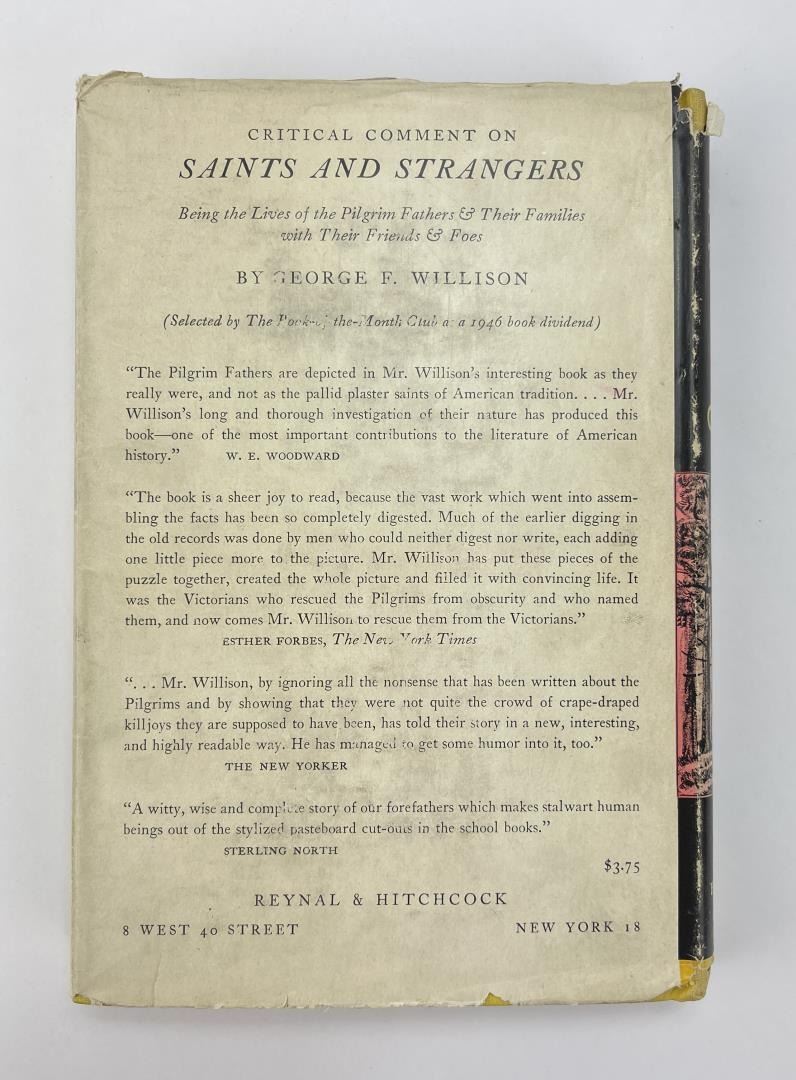 CRITICAL COMMENT ON
SAINTS AND STRANGERS
Being the Lives of the Pilgrim Fathers & Their Families
with Their Friends & Foes
BY GEORGE F. WILLISON
(Selected by The Book-of-the-Month Club as a 1946 book dividend)
“The Pilgrim Fathers are depicted in Mr. Willison’s interesting book as they
really were, and not as the pallid plaster saints of American tradition. . . . Mr.
Willison’s long and thorough investigation of their nature has produced this
book—one of the most important contributions to the literature of American
history.” W. E. WOODWARD
“The book is a sheer joy to read, because the vast work which went into assem-
bling the facts has been so completely digested. Much of the earlier digging in
the old records was done by men who could neither digest nor write, each adding
one little piece more to the picture. Mr. Willison has put these pieces of the
puzzle together, created the whole picture and filled it with convincing life. It
was the Victorians who rescued the Pilgrims from obscurity and who named
them, and now comes Mr. Willison to rescue them from the Victorians.”
ESTHER FORBES, The New York Times
“. . . Mr. Willison, by ignoring all the nonsense that has been written about the
Pilgrims and by showing that they were not quite the crowd of crape-draped
killjoys they are supposed to have been, has told their story in a new, interesting,
and highly readable way. He has managed to get some humor into it, too.”
THE NEW YORKER
“A witty, wise and complete story of our forefathers which makes stalwart human
beings out of the stylized pasteboard cut-outs in the school books.”
STERLING NORTH
$3.75
REYNAL & HITCHCOCK
8 WEST 40 STREET NEW YORK 18